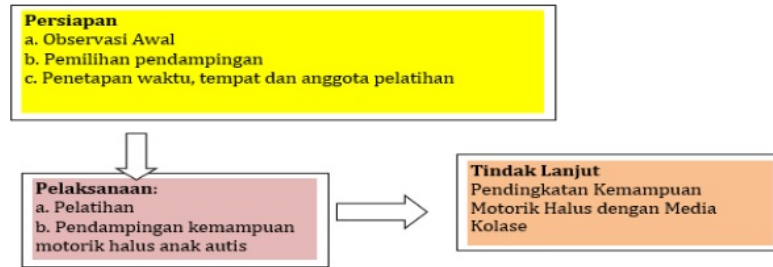 Persiapan
a. Observasi Awal
b. Pemilihan pendampingan
c. Penetapan waktu, tempat dan anggota pelatihan
Pelaksanaan:
a. Pelatihan
b. Pendampingan kemampuan
motorik halus anak autis
Tindak Lanjut
Pendingkatan Kemampuan
Motorik Halus dengan Media
Kolase